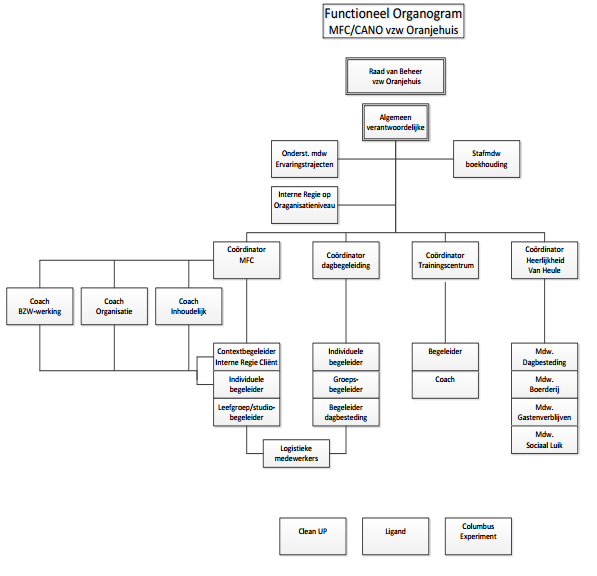 Functioneel Organogram
MFC/CANO vzw Oranjehuis
Raad van Beheer
vzw Oranjehuis
Algemeen
verantwoordelijke
Onderst. mdw
Ervaringstrajecten
Stafmdw
boekhouding
Interne Regie op
Oraganisatieniveau
Coördinator
MFC
Coördinator
dagbegeleiding
Coördinator
Trainingscentrum
Coördinator
Heerlijkheid
Van Heule
Coach
BZW-werking
Coach
Organisatie
Coach
Inhoudelijk
Contextbegeleider
Interne Regie Cliënt
Individuele
begeleider
Leefgroep/studio-
begeleider
Individuele
begeleider
Groeps-
begeleider
Begeleider
dagbesteding
Begeleider
Coach
Mdw.
Dagbesteding
Mdw.
Boerderij
Mdw.
Gastenverblijven
Mdw.
Sociaal Luik
Logistieke
medewerkers
Clean UP
Ligand
Columbus
Experiment